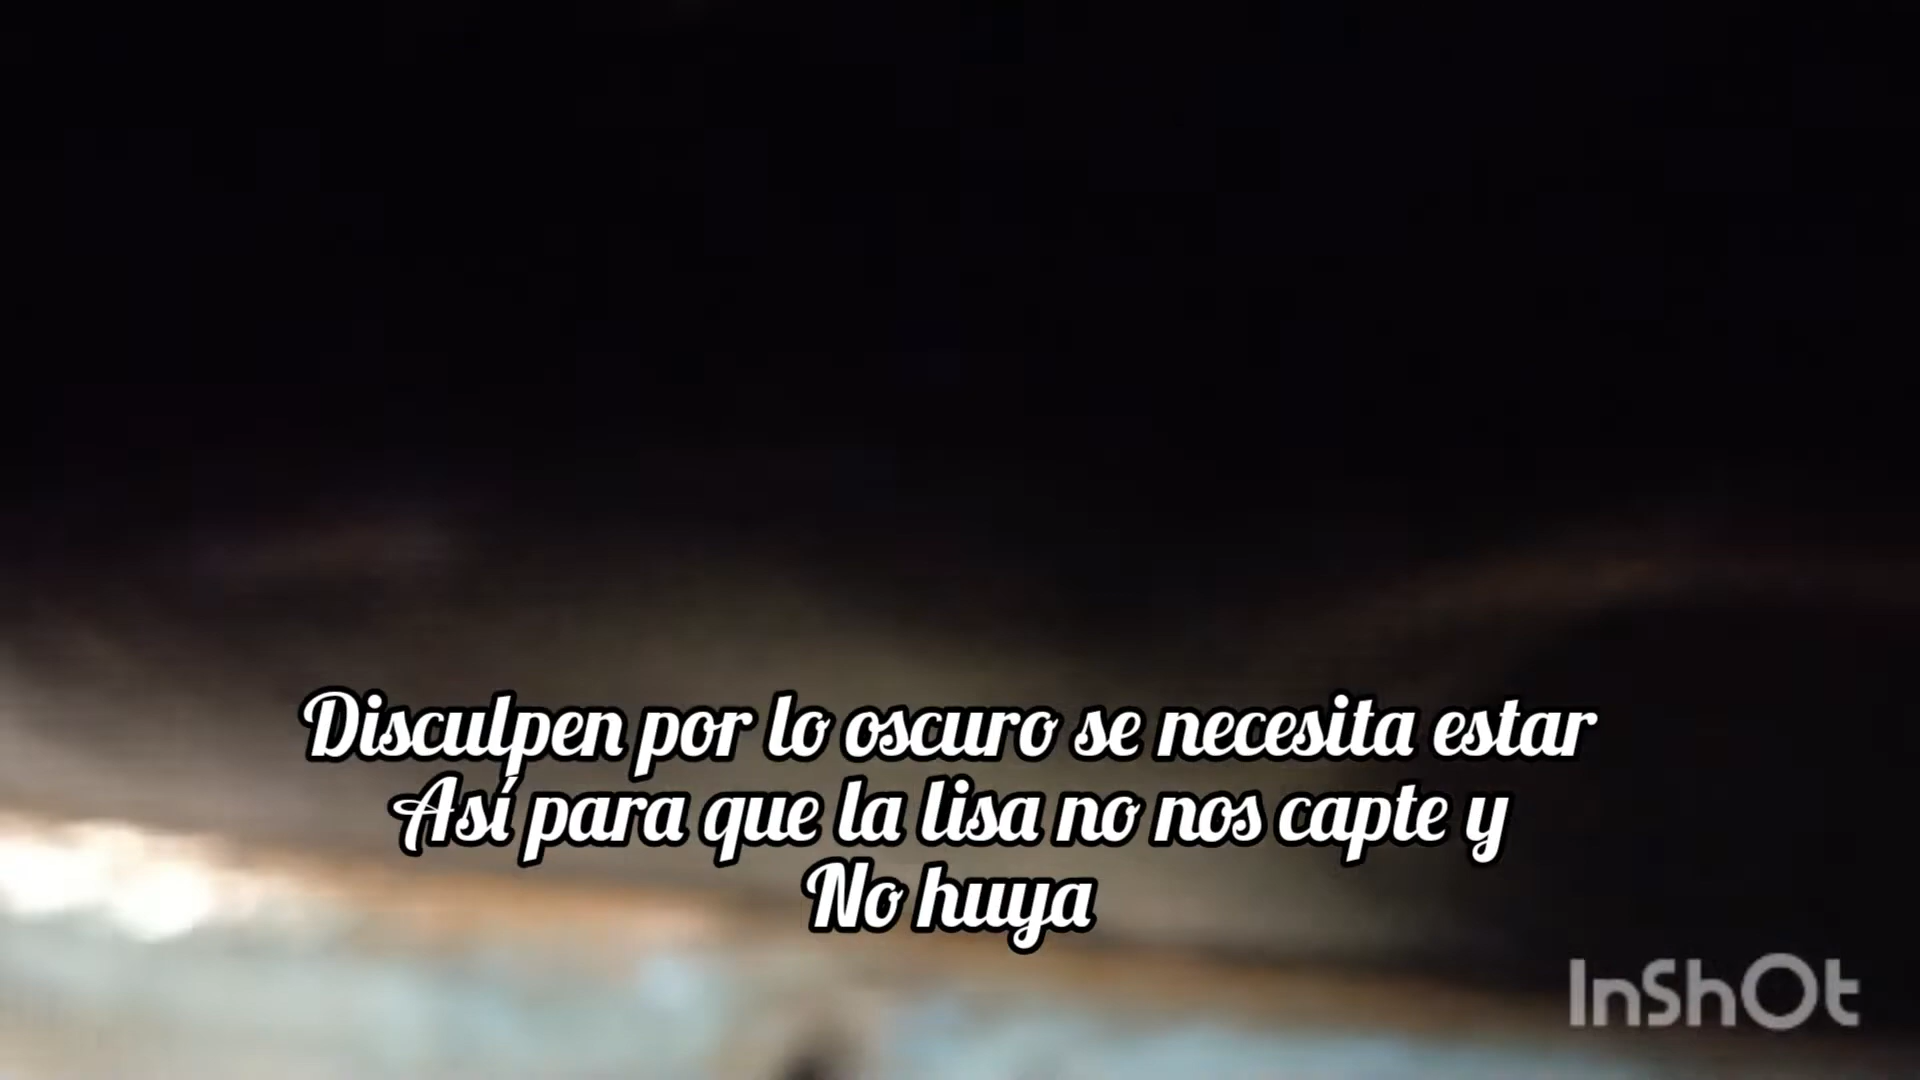 Disculpen por lo oscuro se necesita estar
Así para que la lisa no nos capte y
No huya
InShOt